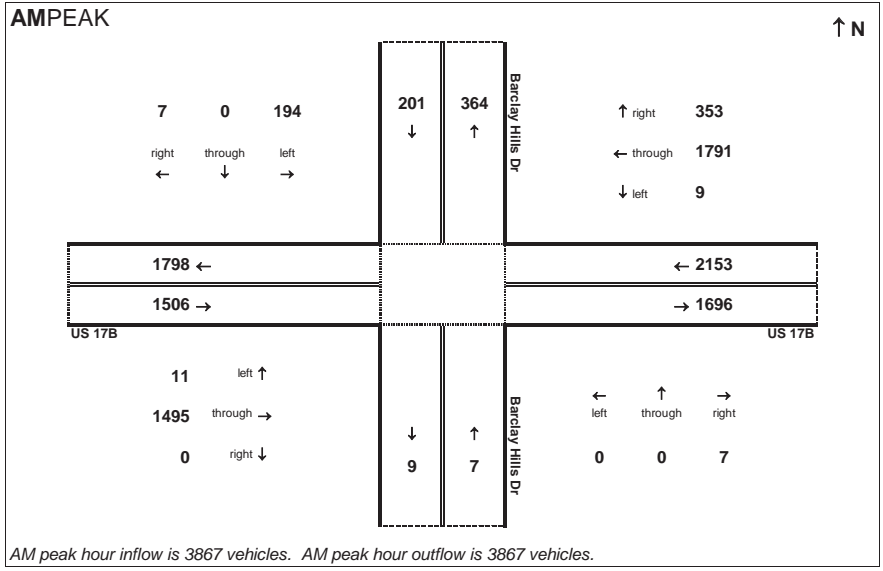 AMPEAK
↑ N
7 0 194
right through left
← ↓ →
201 364
↓ ↑
Barclay Hills Dr
↑ right 353
← through 1791
↓ left 9
1798 ←
← 2153
1506 →
→ 1696
US 17B
US 17B
11 left ↑
1495 through →
0 right ↓
↓ ↑
9 7
Barclay Hills Dr
← ↑ →
left through right
0 0 7
AM peak hour inflow is 3867 vehicles. AM peak hour outflow is 3867 vehicles.